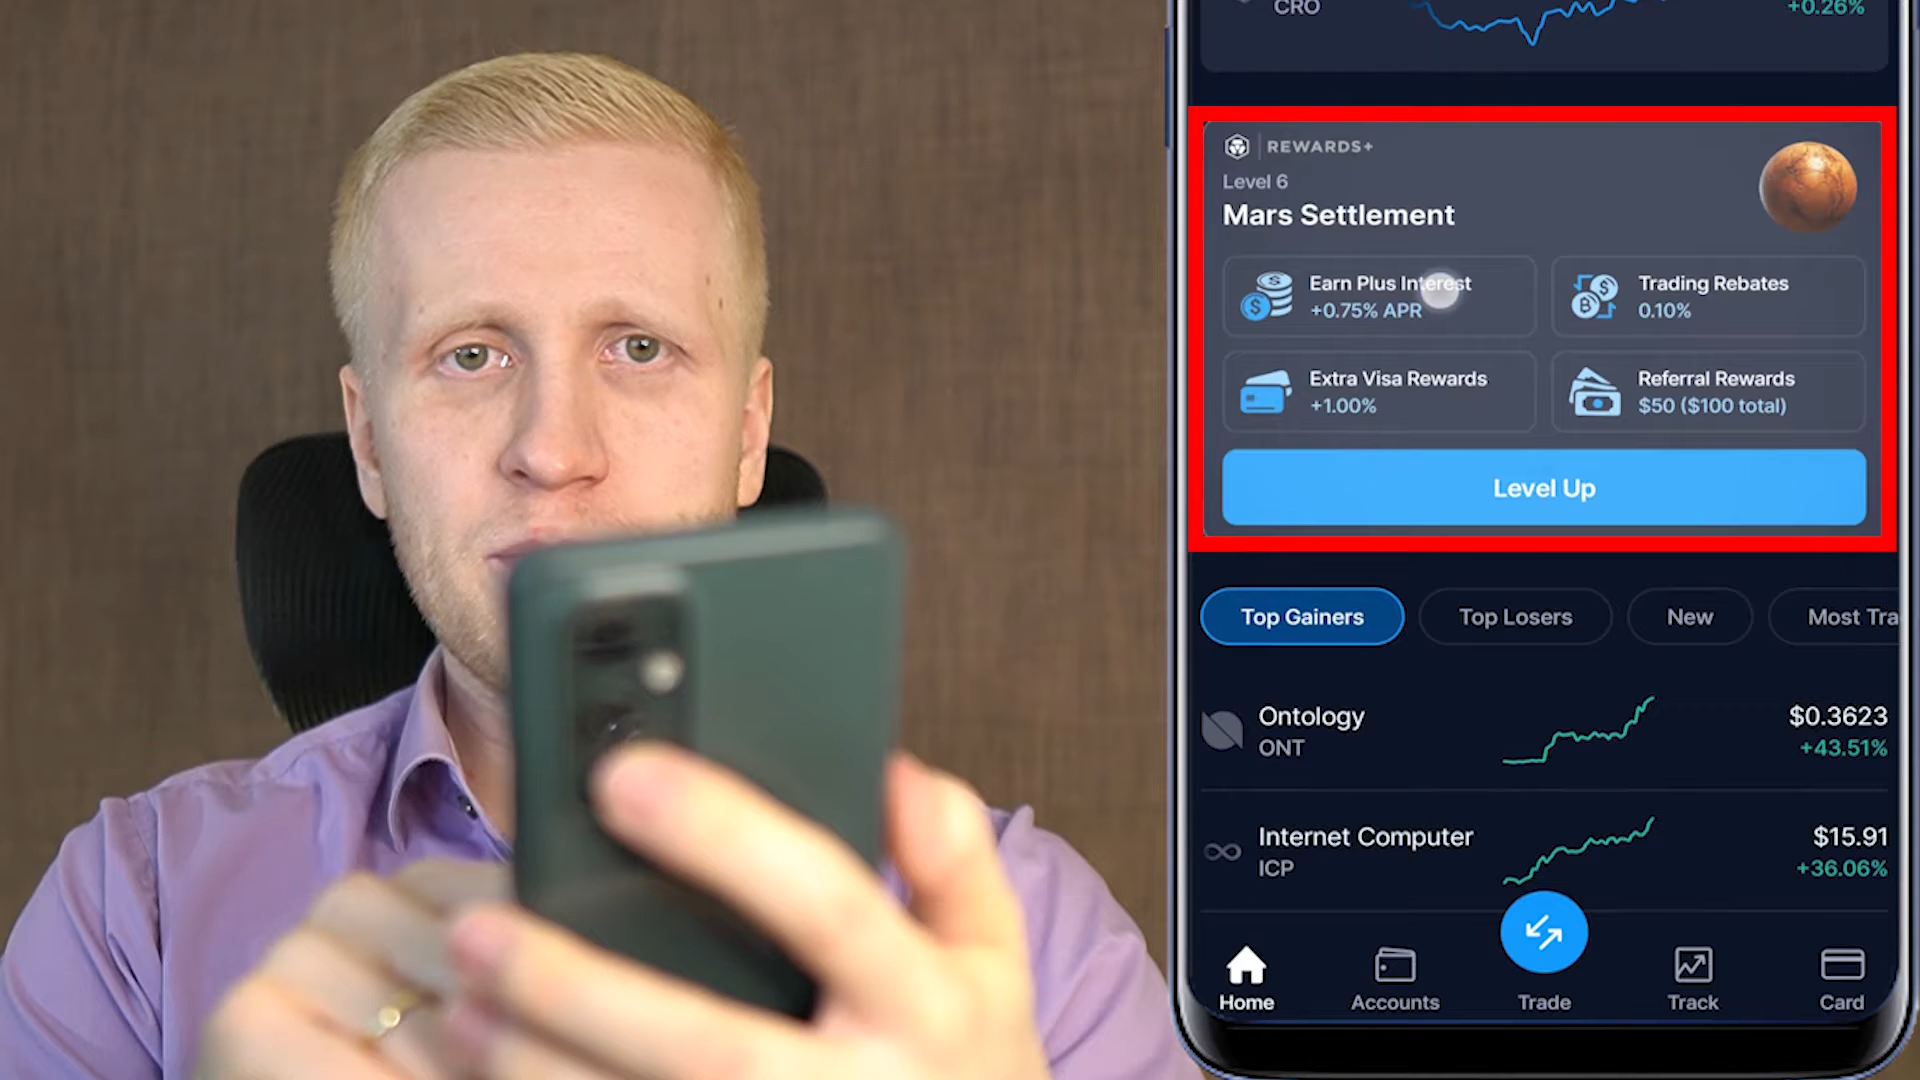 CRO
+0.26%
REWARDS+
Level 6
Mars Settlement
Earn Plus Interest
+0.75% APR
Trading Rebates
0.10%
Extra Visa Rewards
+1.00%
Referral Rewards
$50 ($100 total)
Level Up
Top Gainers
Top Losers
New
Most Tra
Ontology
ONT
$0.3623
+43.51%
Internet Computer
ICP
$15.91
+36.06%
Home
Accounts
Trade
Track
Card